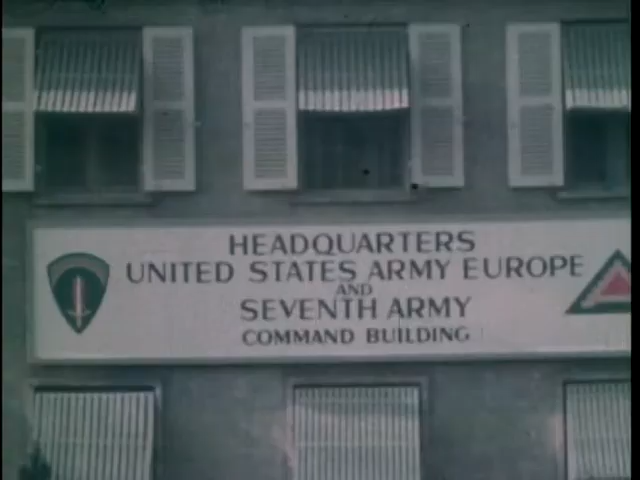 HEADQUARTERS
UNITED STATES ARMY EUROPE
AND
SEVENTH ARMY
COMMAND BUILDING